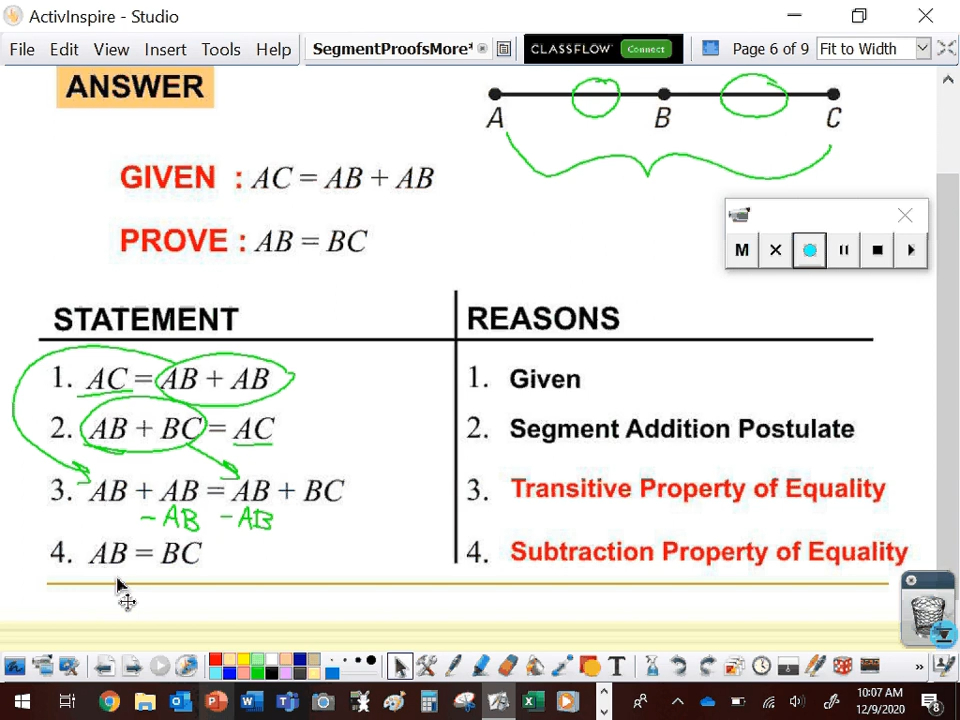 ActivInspire - Studio
File Edit View Insert Tools Help SegmentProofsMore* CLASSFLOW Connect Page 6 of 9 Fit to Width
ANSWER
A B C
GIVEN : AC = AB + AB
PROVE : AB = BC
M
STATEMENT REASONS
1. AC = AB + AB 1. Given
2. AB + BC = AC 2. Segment Addition Postulate
3. AB + AB = AB + BC 3. Transitive Property of Equality
- AB - AB
4. AB = BC 4. Subtraction Property of Equality
10:07 AM
12/9/2020
8